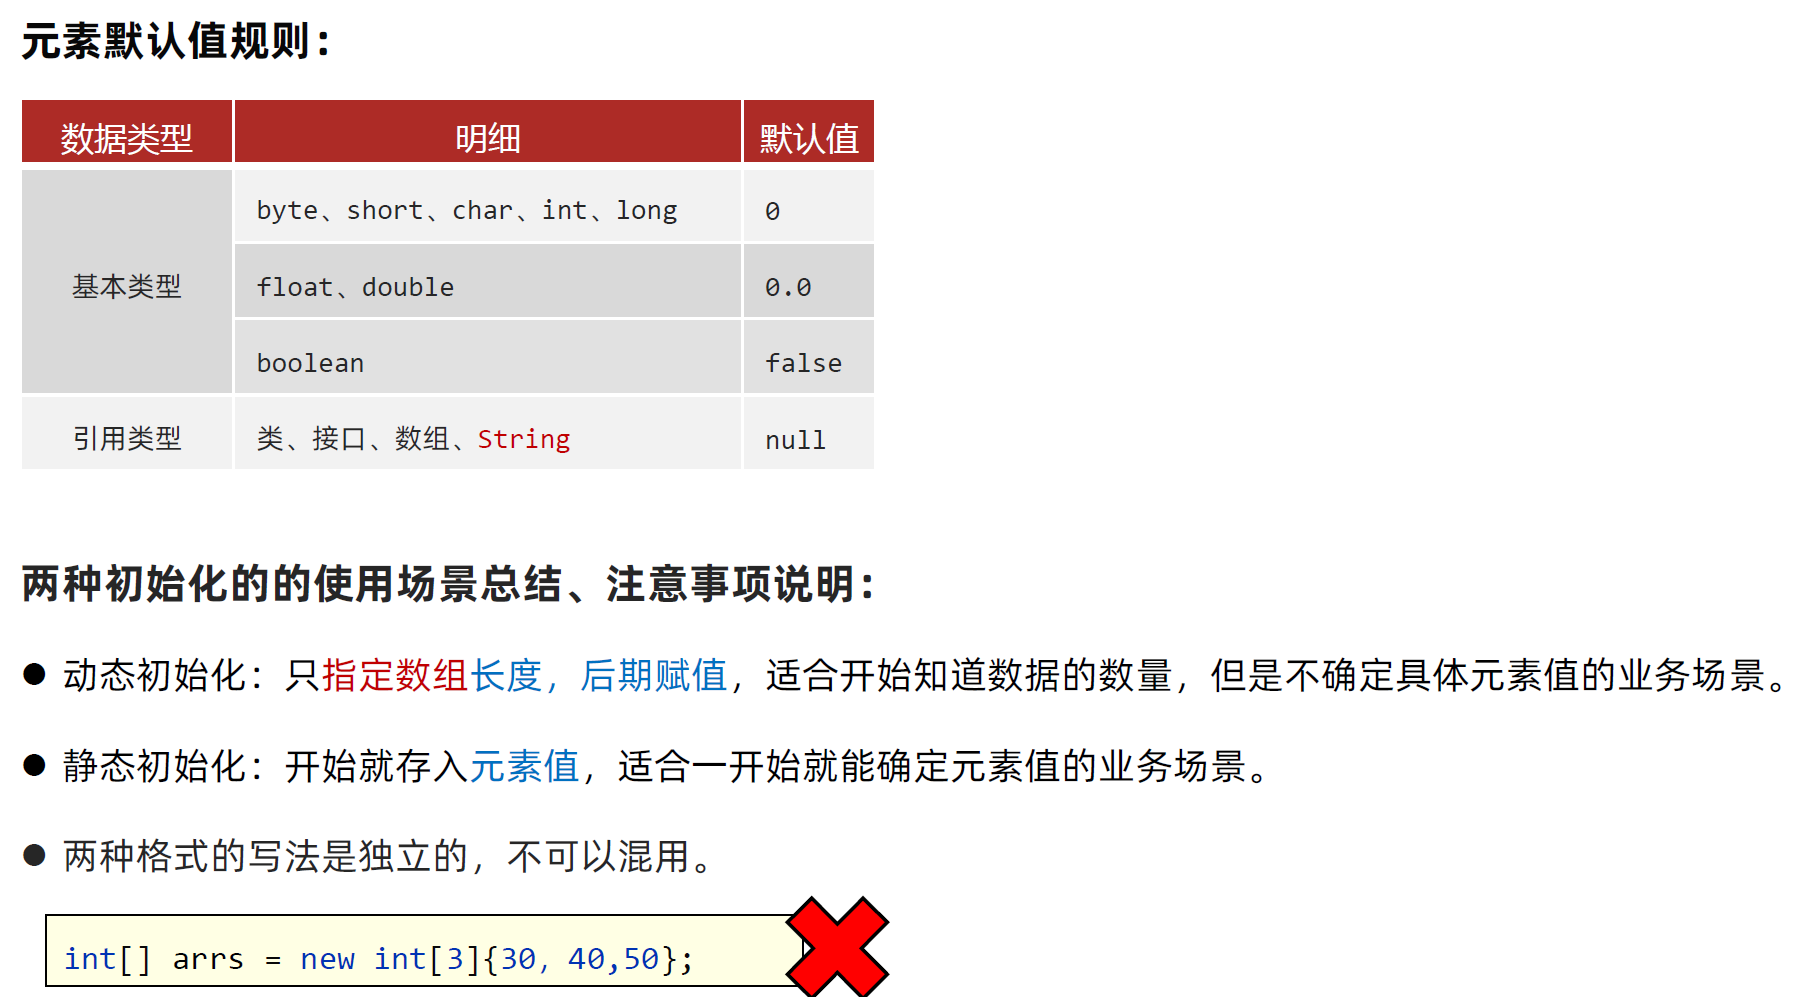 元素默认值规则：
数据类型 明细 默认值
byte、short、char、int、long 0
基本类型 float、double 0.0
boolean false
引用类型 类、接口、数组、String null
两种初始化的的使用场景总结、注意事项说明：
● 动态初始化：只指定数组长度，后期赋值，适合开始知道数据的数量，但是不确定具体元素值的业务场景。
● 静态初始化：开始就存入元素值，适合一开始就能确定元素值的业务场景。
● 两种格式的写法是独立的，不可以混用。
int[] arrs = new int[3]{30, 40,50};